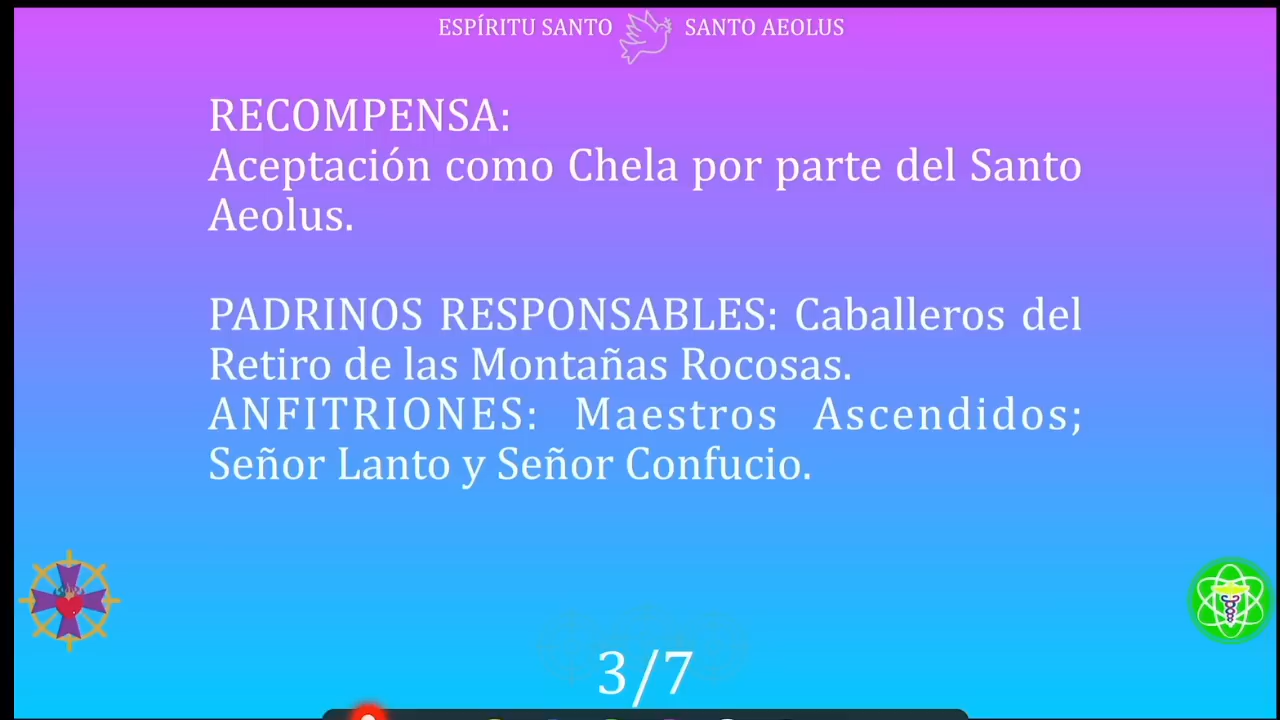 ESPÍRITU SANTO SANTO AEOLUS
RECOMPENSA:
Aceptación como Chela por parte del Santo
Aeolus.
PADRINOS RESPONSABLES: Caballeros del
Retiro de las Montañas Rocosas.
ANFITRIONES: Maestros Ascendidos;
Señor Lanto y Señor Confucio.
3/7